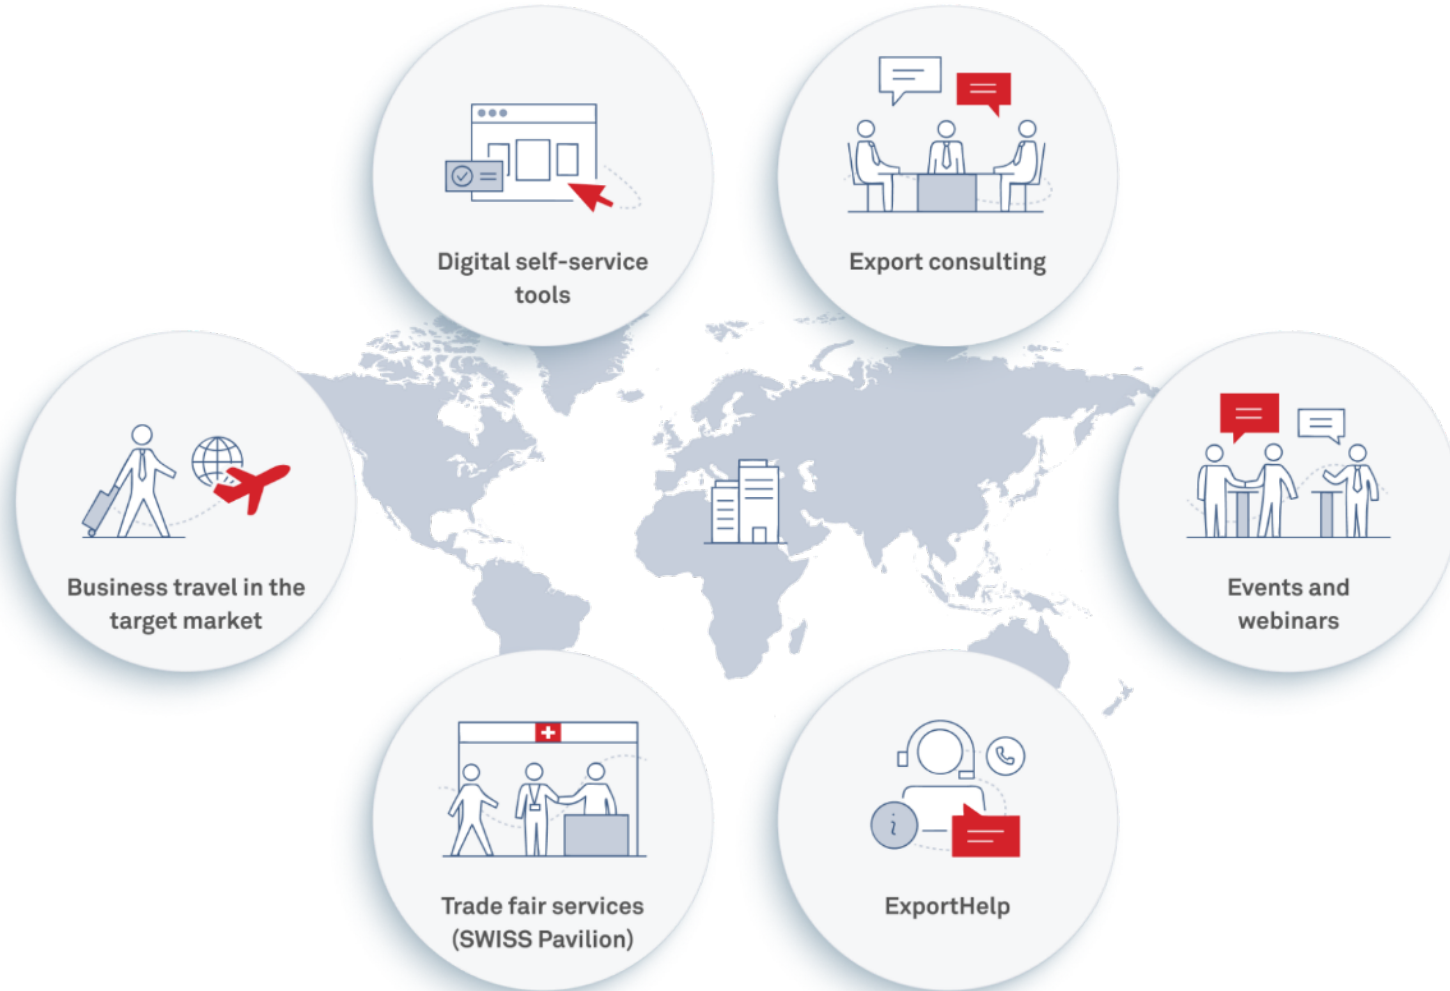 Digital self-service
tools
Export consulting
Business travel in the
target market
Events and
webinars
Trade fair services
(SWISS Pavilion)
i
ExportHelp